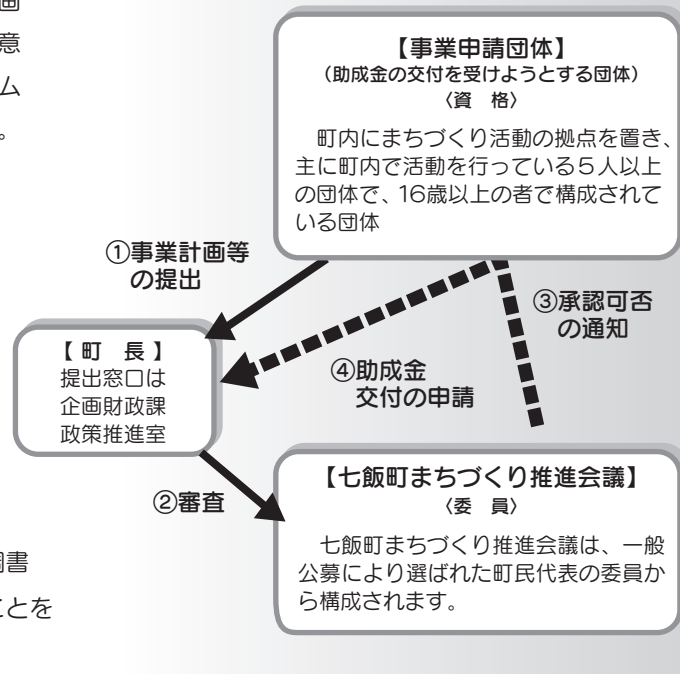 画
意
ム
。
【事業申請団体】
(助成金の交付を受けようとする団体)
〈資 格〉
町内にまちづくり活動の拠点を置き、
主に町内で活動を行っている5人以上
の団体で、16歳以上の者で構成されて
いる団体
①事業計画等
の提出
③承認可否
の通知
【町 長】
提出窓口は
企画財政課
政策推進室
④助成金
交付の申請
②審査
【七飯町まちづくり推進会議】
〈委 員〉
七飯町まちづくり推進会議は、一般
公募により選ばれた町民代表の委員か
ら構成されます。
調書
ことを